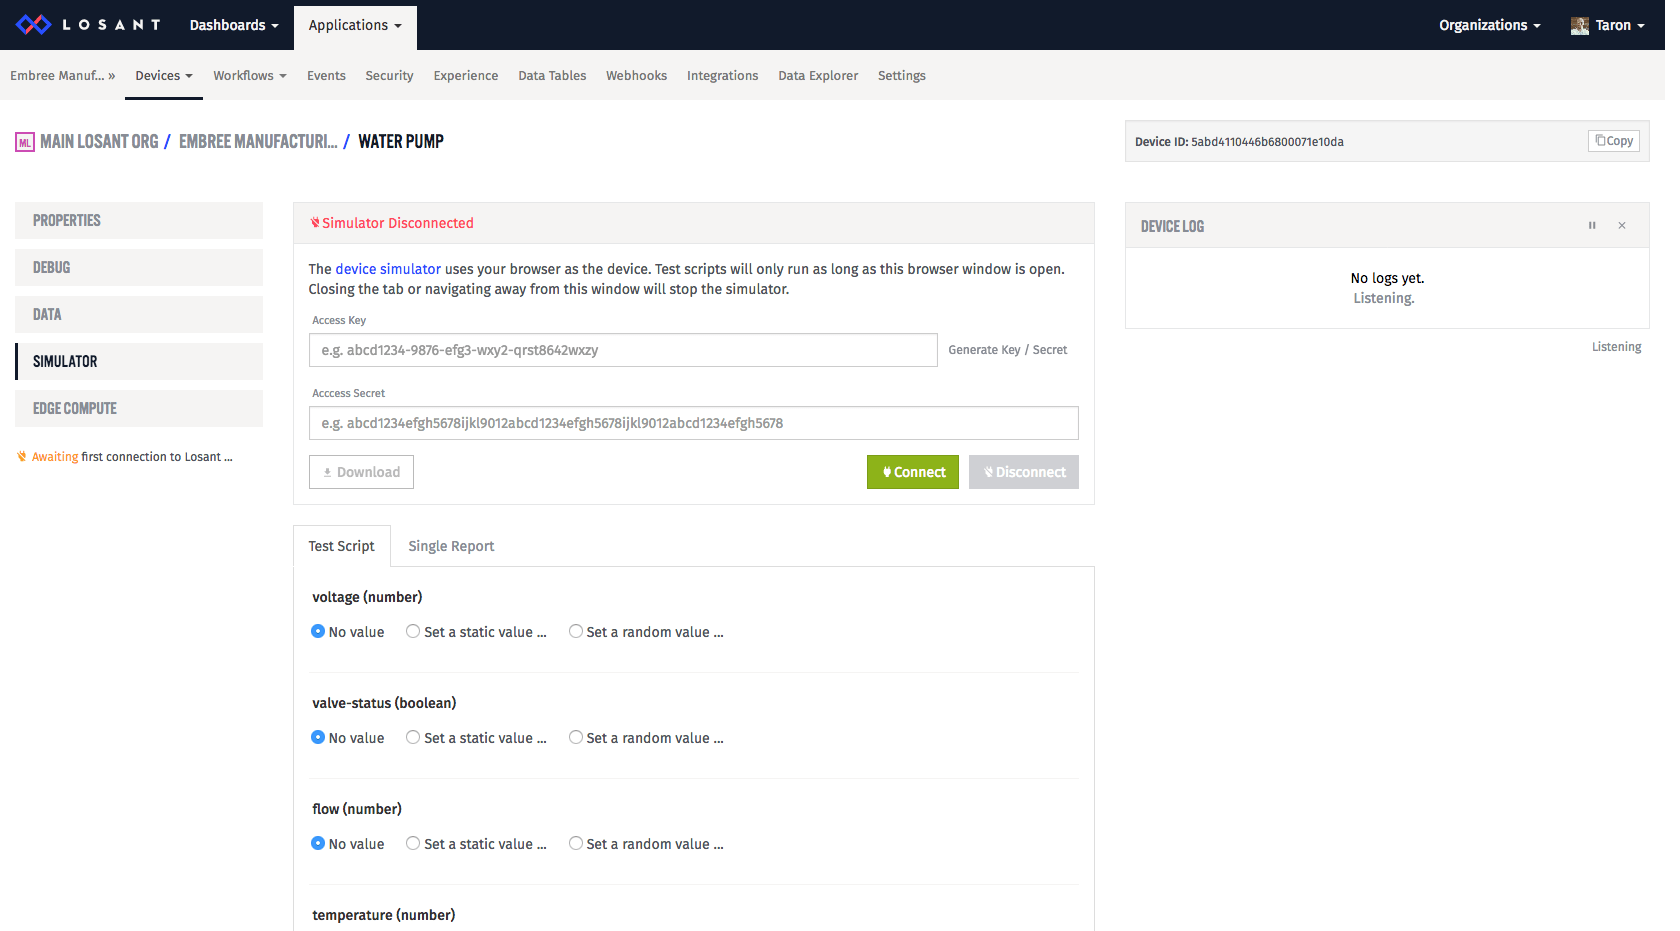 LOSANT Dashboards Applications Organizations Taron
Embree Manuf... » Devices Workflows Events Security Experience Data Tables Webhooks Integrations Data Explorer Settings
ML MAIN LOSANT ORG / EMBREE MANUFACTURI... / WATER PUMP
Device ID: 5abd4110446b6800071e10da Copy
PROPERTIES
DEBUG
DATA
SIMULATOR
EDGE COMPUTE
Awaiting first connection to Losant ...
Simulator Disconnected
The device simulator uses your browser as the device. Test scripts will only run as long as this browser window is open.
Closing the tab or navigating away from this window will stop the simulator.
Access Key
e.g. abcd1234-9876-efg3-wxy2-qrst8642wxzy
Generate Key / Secret
Acccess Secret
e.g. abcd1234efgh5678ijkl9012abcd1234efgh5678ijkl9012abcd1234efgh5678
Download Connect Disconnect
Test Script Single Report
voltage (number)
No value Set a static value ... Set a random value ...
valve-status (boolean)
No value Set a static value ... Set a random value ...
flow (number)
No value Set a static value ... Set a random value ...
temperature (number)
DEVICE LOG
No logs yet.
Listening.
Listening